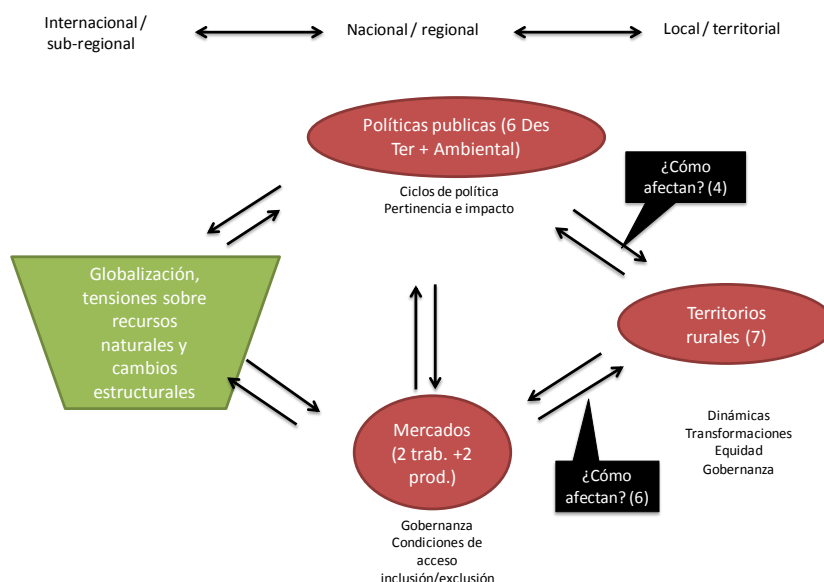 Internacional /
sub-regional
Nacional / regional
Local / territorial
Políticas publicas (6 Des
Ter + Ambiental)
Ciclos de política
Pertinencia e impacto
¿Cómo
afectan? (4)
Globalización,
tensiones sobre
recursos
naturales y
cambios
estructurales
Territorios
rurales (7)
Mercados
(2 trab. +2
prod.)
Dinámicas
Transformaciones
Equidad
Gobernanza
¿Cómo
afectan? (6)
Gobernanza
Condiciones de
acceso
inclusión/exclusión